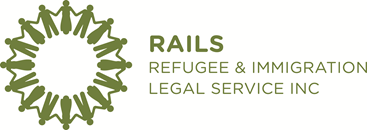 RAILS
REFUGEE & IMMIGRATION
LEGAL SERVICE INC